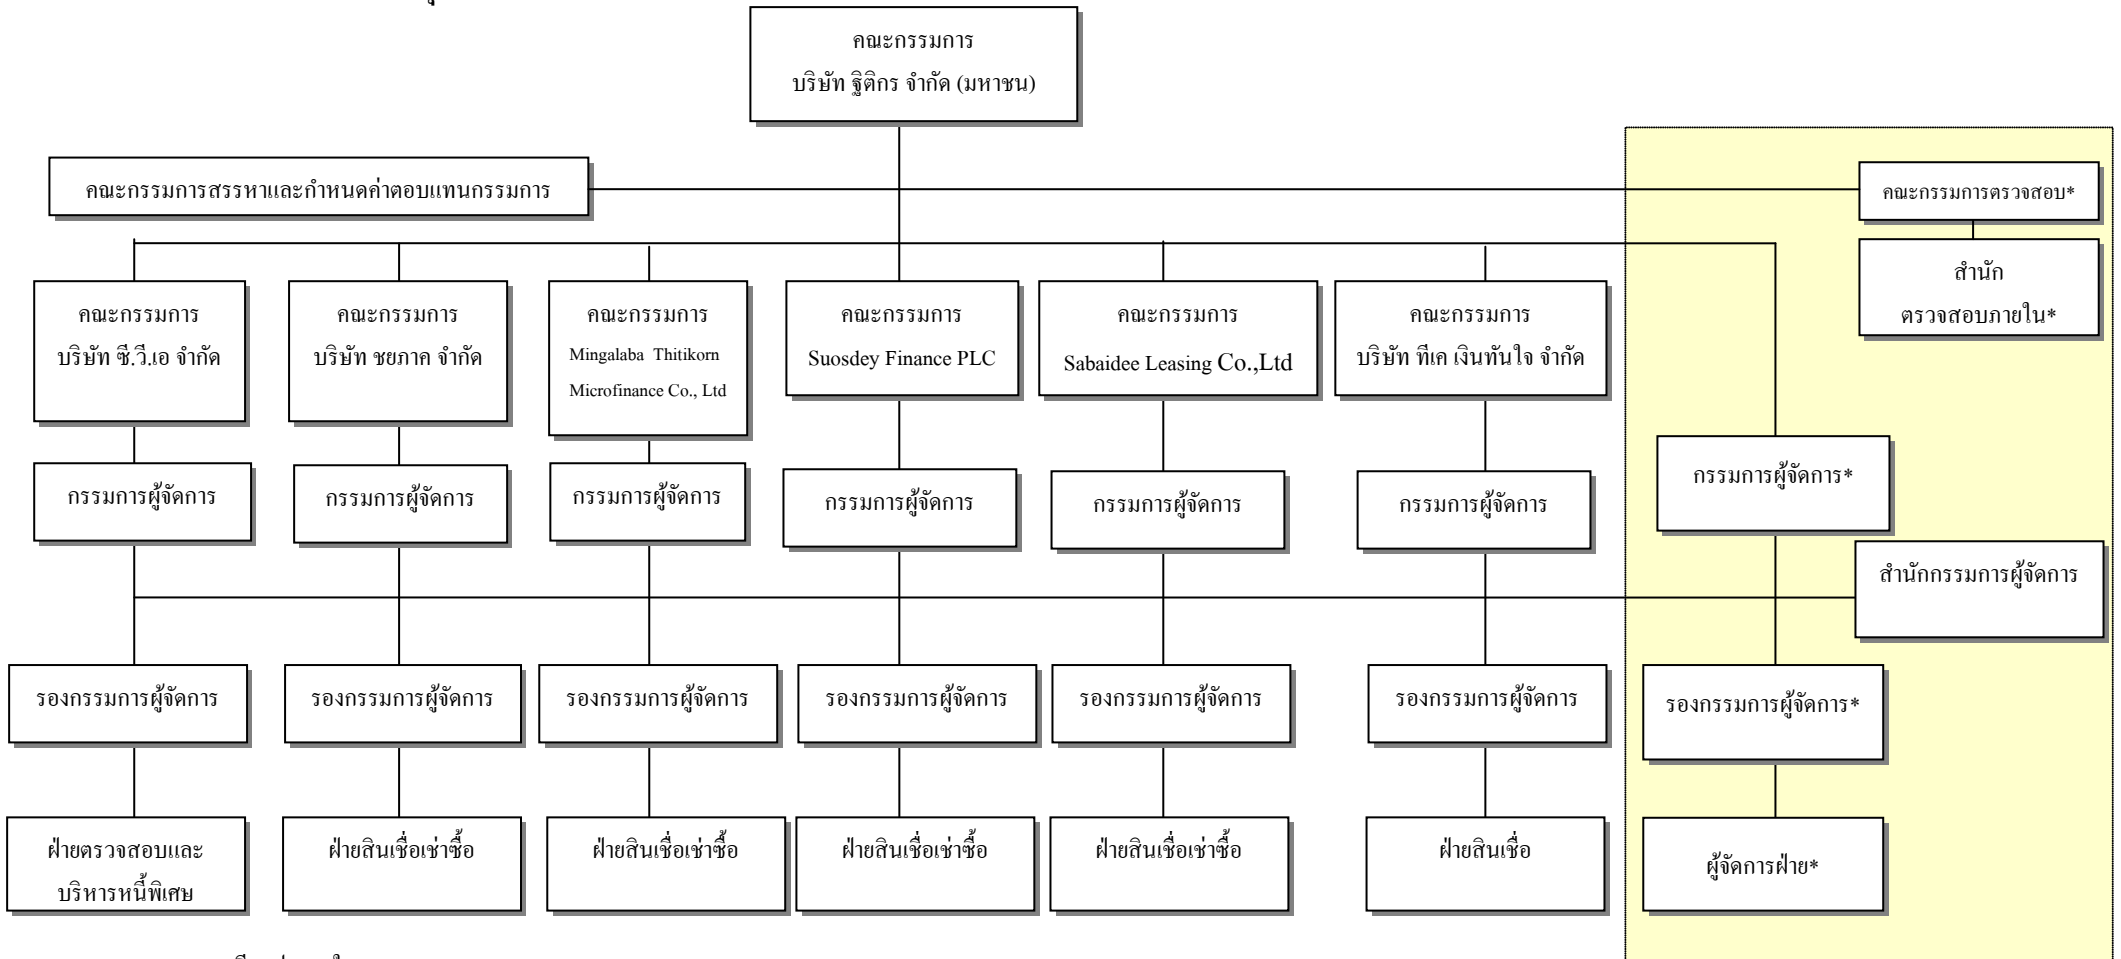 คณะกรรมการ
บริษัท ฐิติกร จำกัด (มหาชน)
คณะกรรมการสรรหาและกำหนดค่าตอบแทนกรรมการ
คณะกรรมการตรวจสอบ*
สำนัก
ตรวจสอบภายใน*
คณะกรรมการ
บริษัท ซี.วี.เอ จำกัด
คณะกรรมการ
บริษัท ชยภาค จำกัด
คณะกรรมการ
Mingalaba Thitikorn
Microfinance Co., Ltd
คณะกรรมการ
Suosdey Finance PLC
คณะกรรมการ
Sabaidee Leasing Co.,Ltd
คณะกรรมการ
บริษัท ทีเค เงินทันใจ จำกัด
กรรมการผู้จัดการ
กรรมการผู้จัดการ
กรรมการผู้จัดการ
กรรมการผู้จัดการ
กรรมการผู้จัดการ
กรรมการผู้จัดการ
กรรมการผู้จัดการ*
สำนักกรรมการผู้จัดการ
รองกรรมการผู้จัดการ
รองกรรมการผู้จัดการ
รองกรรมการผู้จัดการ
รองกรรมการผู้จัดการ
รองกรรมการผู้จัดการ
รองกรรมการผู้จัดการ
รองกรรมการผู้จัดการ*
ฝ่ายตรวจสอบและ
บริหารหนี้พิเศษ
ฝ่ายสินเชื่อเช่าซื้อ
ฝ่ายสินเชื่อเช่าซื้อ
ฝ่ายสินเชื่อเช่าซื้อ
ฝ่ายสินเชื่อเช่าซื้อ
ฝ่ายสินเชื่อ
ผู้จัดการฝ่าย*